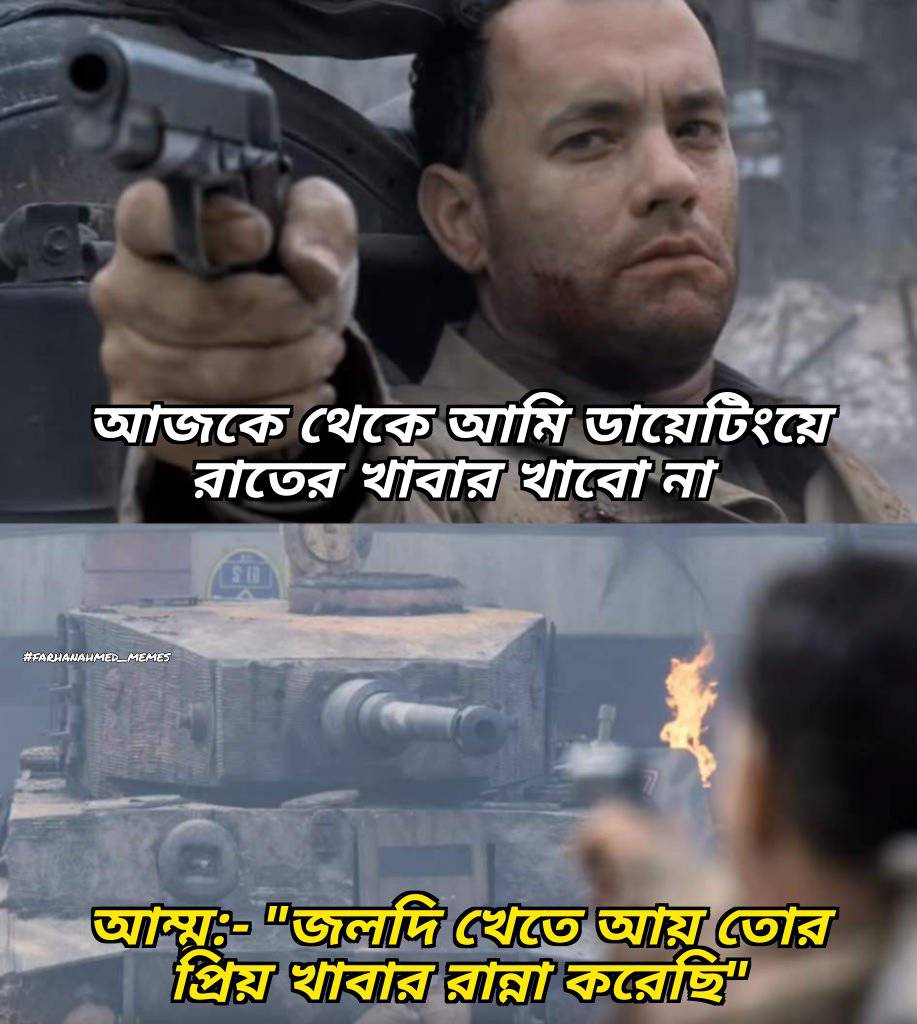 আজকে থেকে আমি ডায়েটিংয়ে
রাতের খাবার খাবো না
#FARHANAHMED_MEMES
আম্মু:- "জলদি খেতে আয় তোর
প্রিয় খাবার রান্না করেছি"